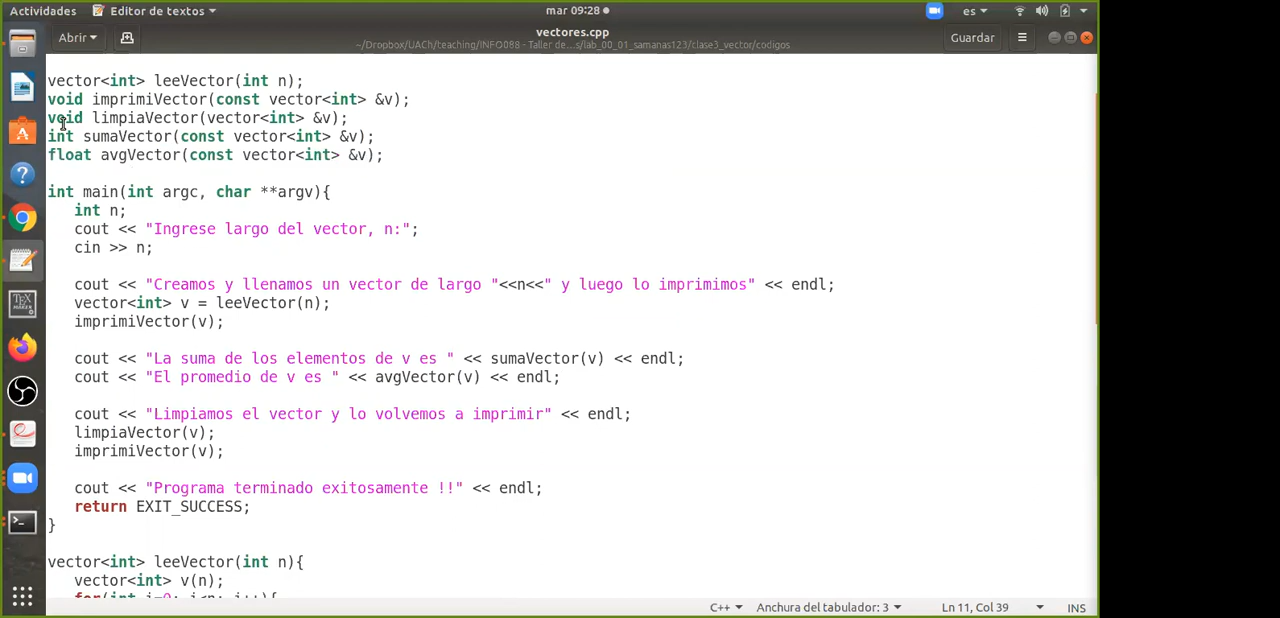 Actividades
Editor de textos
mar 09:28
es
Abrir
vectores.cpp
~/Dropbox/UACh/teaching/INFO088 - Taller de...s/lab_00_01_samanas123/clase3_vector/codigos
Guardar
vector<int> leeVector(int n);
void imprimiVector(const vector<int> &v);
void limpiaVector(vector<int> &v);
int sumaVector(const vector<int> &v);
float avgVector(const vector<int> &v);
int main(int argc, char **argv){
int n;
cout << "Ingrese largo del vector, n:";
cin >> n;
cout << "Creamos y llenamos un vector de largo "<<n<<" y luego lo imprimimos" << endl;
vector<int> v = leeVector(n);
imprimiVector(v);
cout << "La suma de los elementos de v es " << sumaVector(v) << endl;
cout << "El promedio de v es " << avgVector(v) << endl;
cout << "Limpiamos el vector y lo volvemos a imprimir" << endl;
limpiaVector(v);
imprimiVector(v);
cout << "Programa terminado exitosamente !!" << endl;
return EXIT_SUCCESS;
}
vector<int> leeVector(int n){
vector<int> v(n);
for(int i=0; i<n; i++){
C++
Anchura del tabulador: 3
Ln 11, Col 39
INS